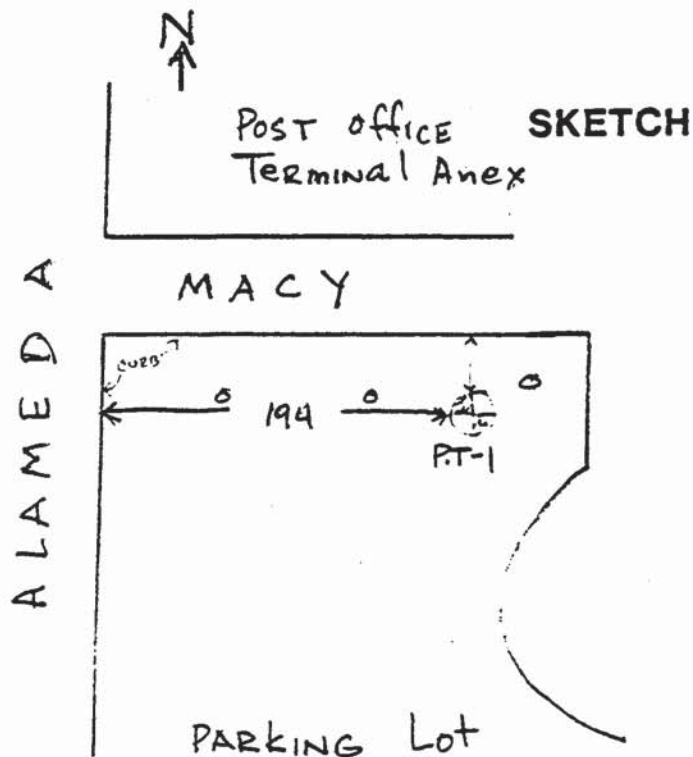 N
POST Office
Terminal Anex
SKETCH
MACY
ALAMEDA
CURB
194
P.T-1
PARKING Lot